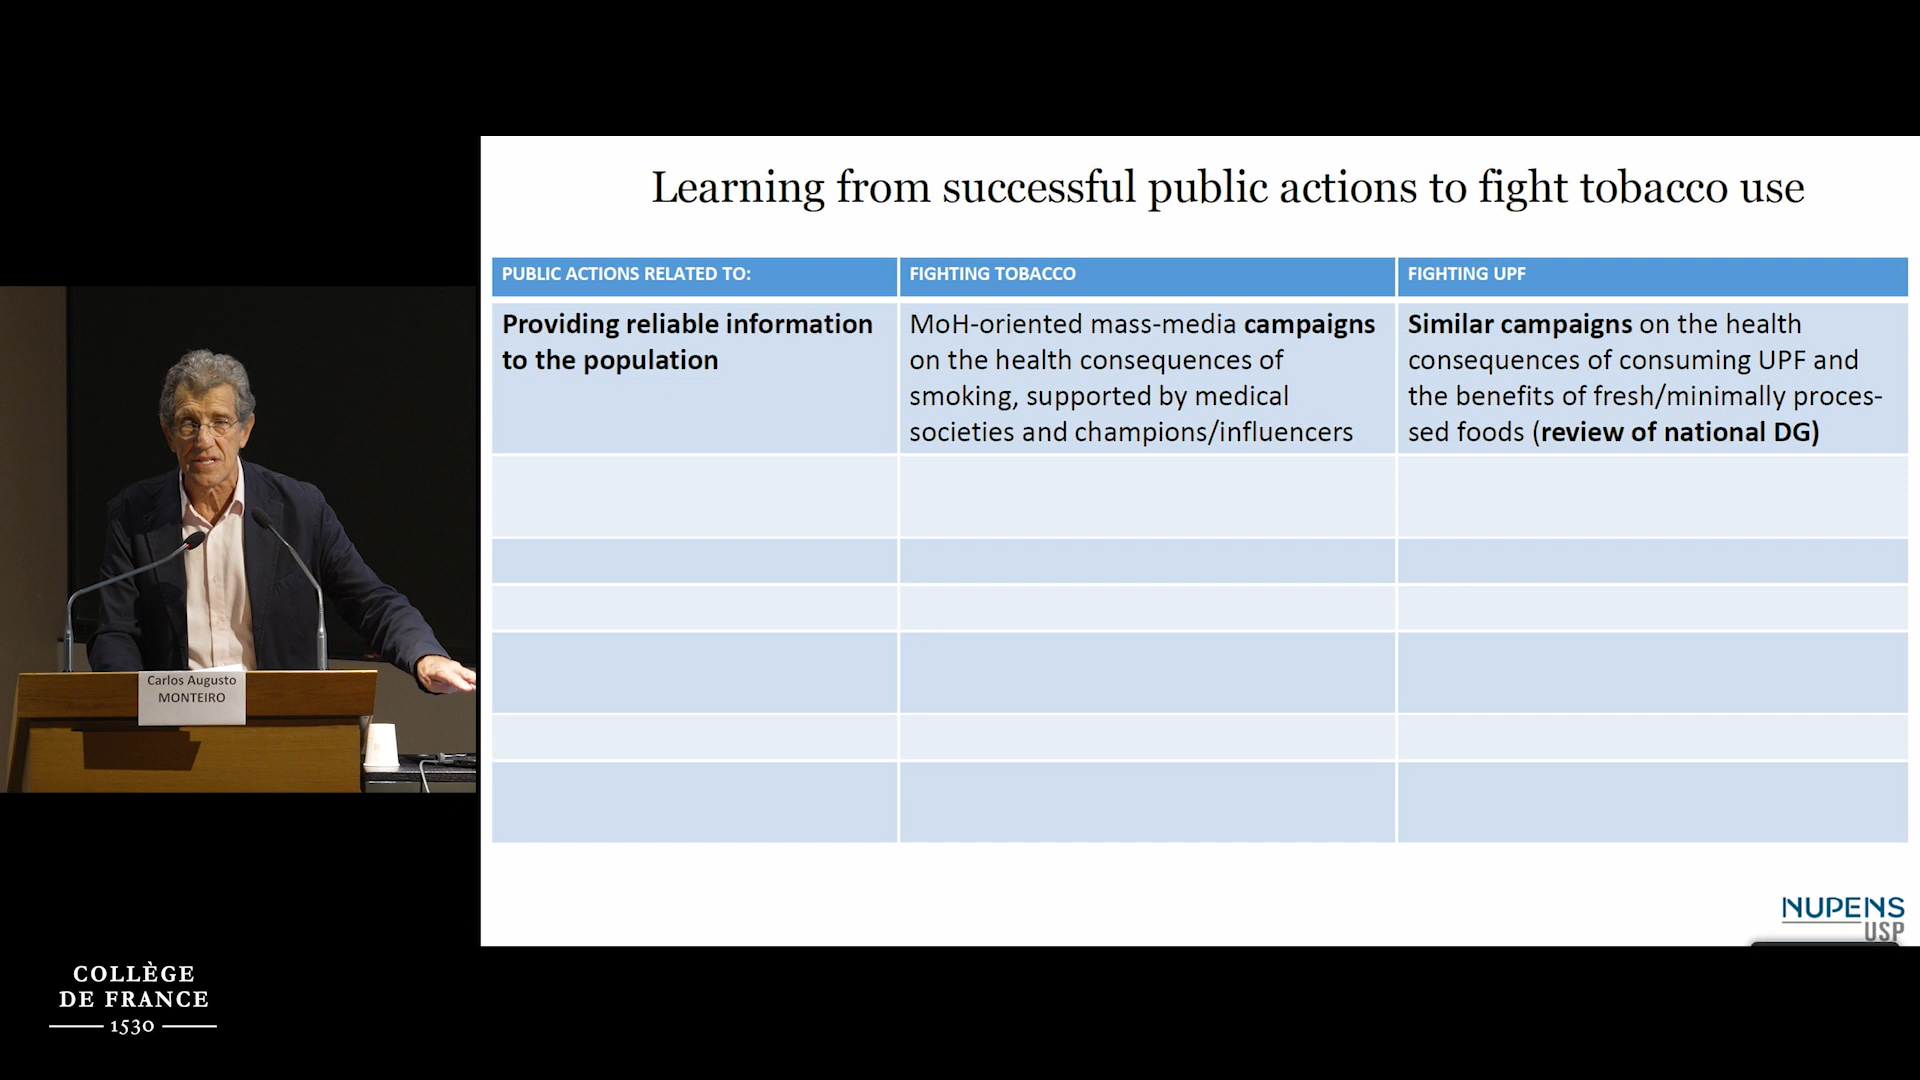 Learning from successful public actions to fight tobacco use
PUBLIC ACTIONS RELATED TO:
FIGHTING TOBACCO
FIGHTING UPF
Providing reliable information
to the population
MoH-oriented mass-media campaigns
on the health consequences of
smoking, supported by medical
societies and champions/influencers
Similar campaigns on the health
consequences of consuming UPF and
the benefits of fresh/minimally proces-
sed foods (review of national DG)
NUPENS
USP
Carlos Augusto
MONTEIRO
COLLÈGE
DE FRANCE
1530